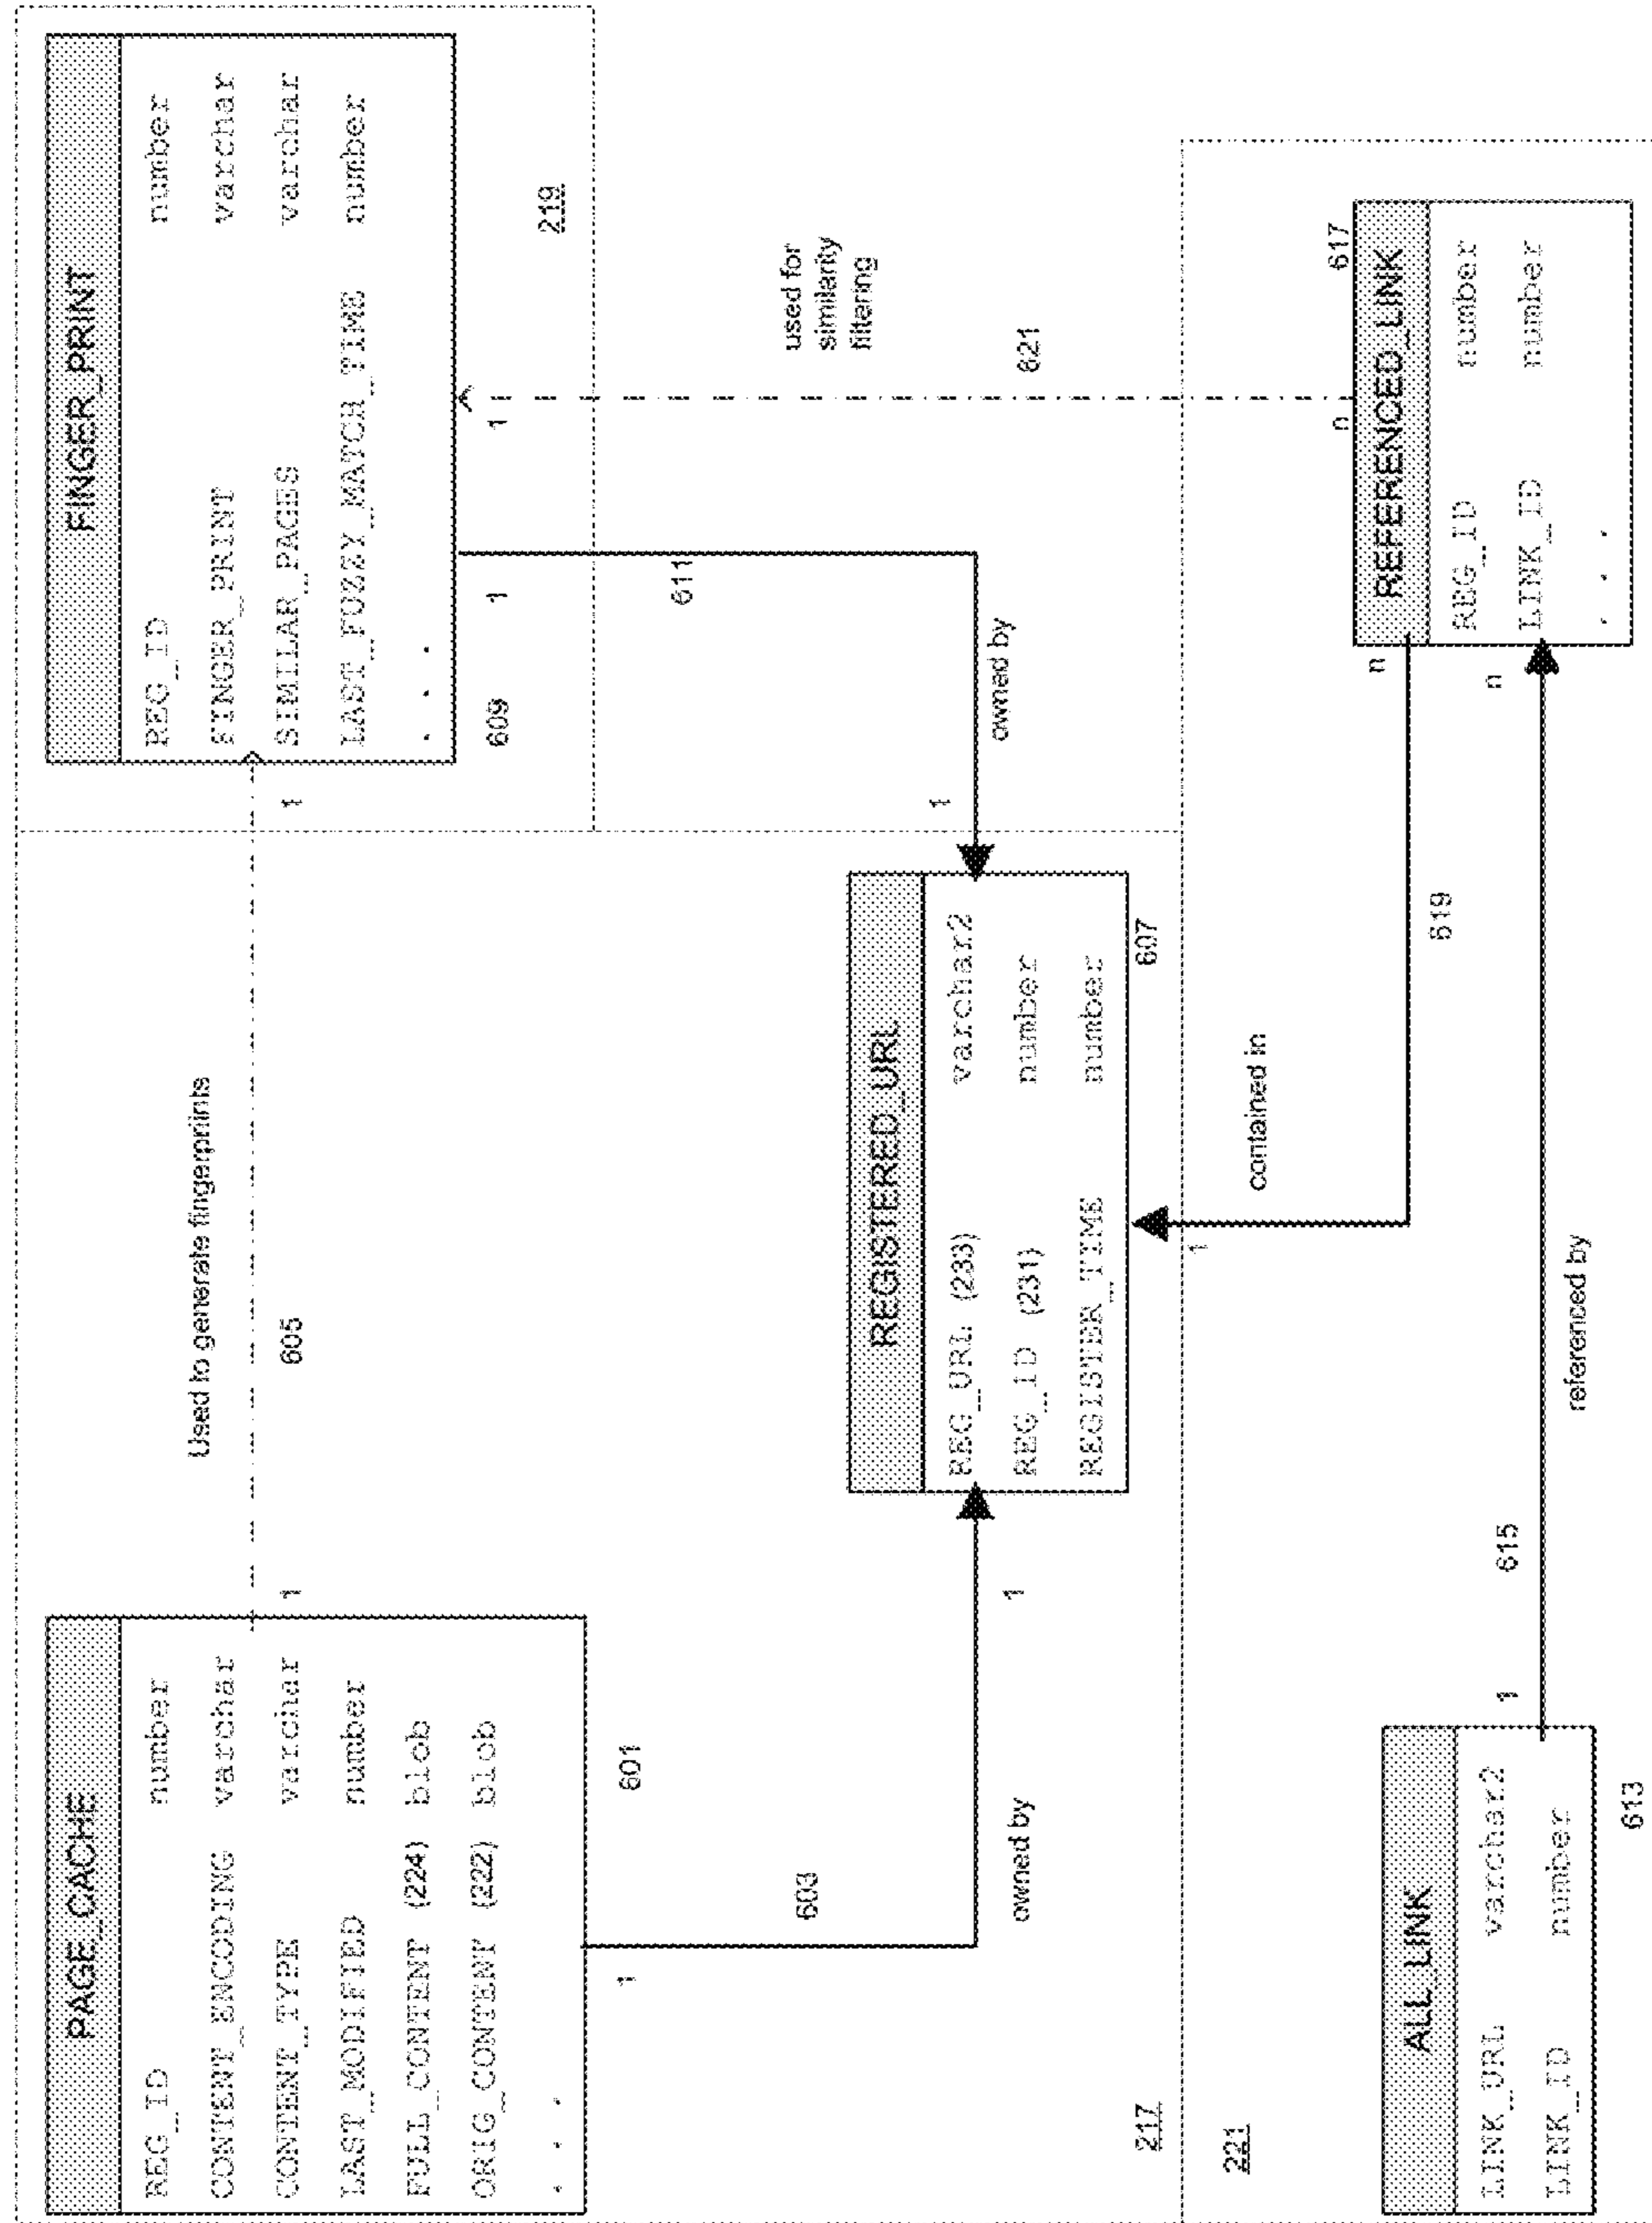 PAGE_CACHE
REG_ID number
CONTENT_ENCODING varchar
CONTENT_TYPE varchar
LAST_MODIFIED number
FULL_CONTENT (224) blob
ORIG_CONTENT (222) blob
. . .
601
1
603
owned by
1
Used to generate fingerprints
1
605
1
FINGER_PRINT
REG_ID number
FINGER_PRINT varchar
SIMILAR_PAGES varchar
LAST_FUZZY_MATCH_TIME number
. . .
609
1
1
219
611
owned by
1
REGISTERED_URL
REG_URL (233) varchar2
REG_ID (231) number
REGISTER_TIME number
607
used for
similarity
filtering
621
n
217
221
1
contained in
619
n
ALL_LINK
LINK_URL varchar2
LINK_ID number
613
1
615
referenced by
n
617
REFERENCED_LINK
REG_ID number
LINK_ID number
. . .